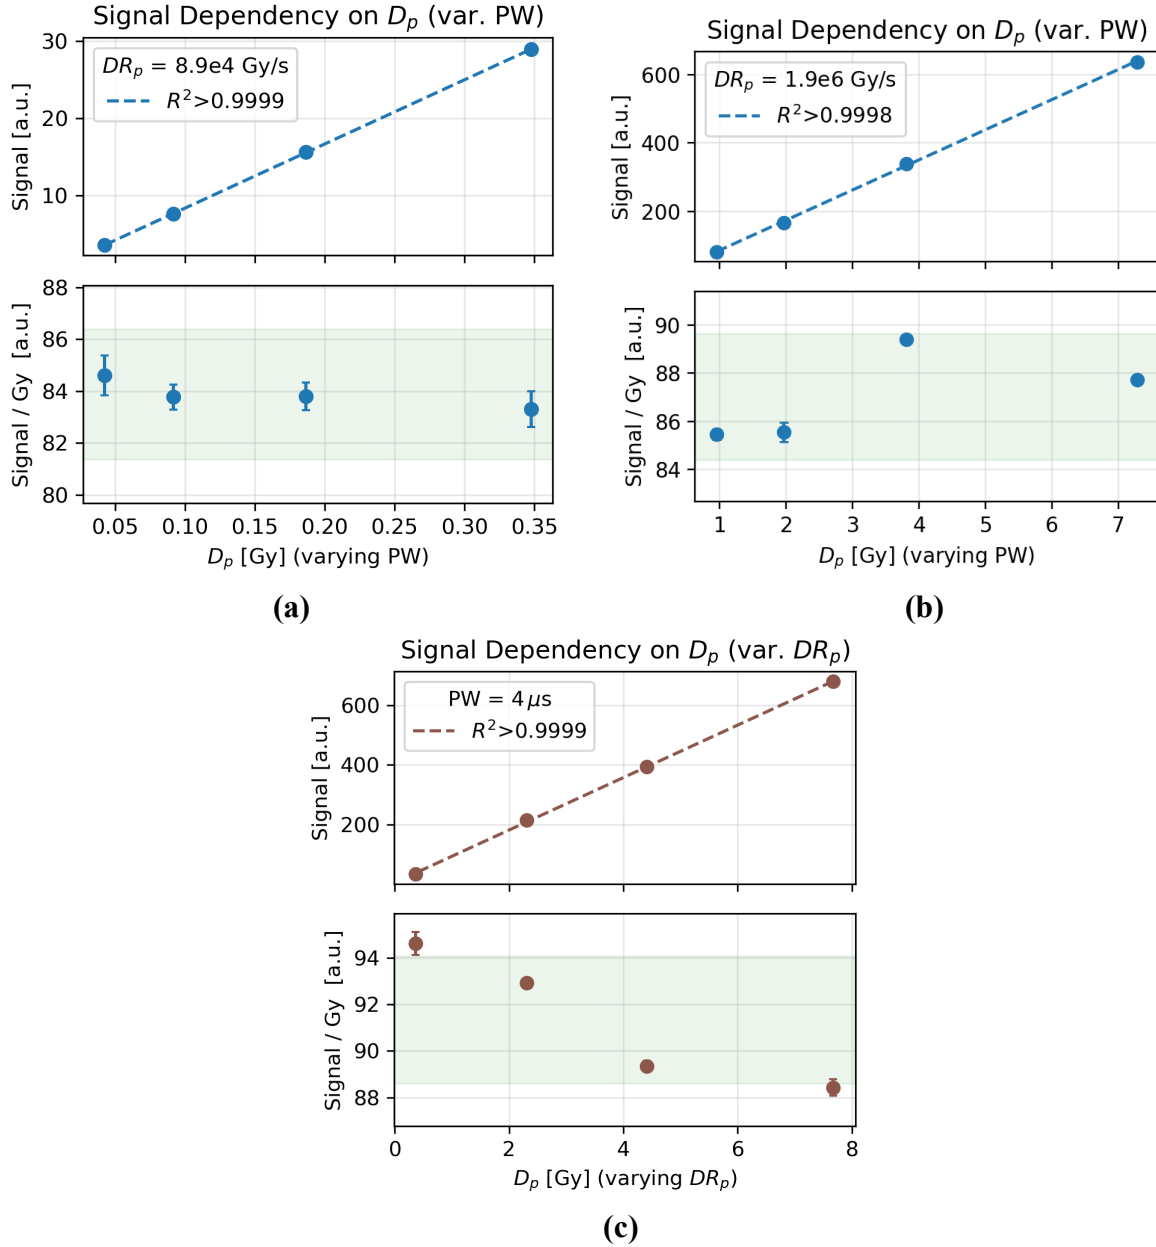 Signal Dependency on Dₚ (var. PW)
30
20
10
Signal [a.u.]
DRₚ = 8.9e4 Gy/s
R²>0.9999
88
86
84
82
80
Signal / Gy [a.u.]
0.05 0.10 0.15 0.20 0.25 0.30 0.35
Dₚ [Gy] (varying PW)
(a)
Signal Dependency on Dₚ (var. PW)
600
400
200
Signal [a.u.]
DRₚ = 1.9e6 Gy/s
R²>0.9998
90
88
86
84
Signal / Gy [a.u.]
1 2 3 4 5 6 7
Dₚ [Gy] (varying PW)
(b)
Signal Dependency on Dₚ (var. DRₚ)
600
400
200
Signal [a.u.]
PW = 4 μs
R²>0.9999
94
92
90
88
Signal / Gy [a.u.]
0 2 4 6 8
Dₚ [Gy] (varying DRₚ)
(c)